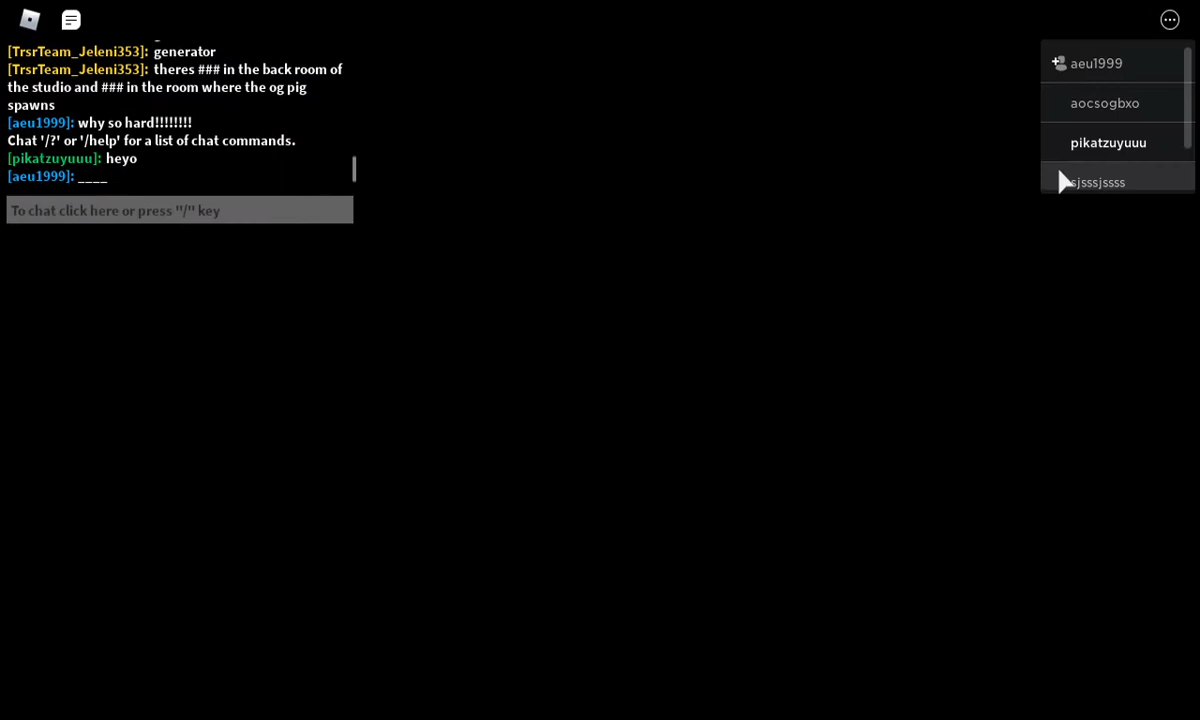 [TrsrTeam_Jeleni353]: generator
[TrsrTeam_Jeleni353]: theres ### in the back room of
the studio and ### in the room where the og pig
spawns
[aeu1999]: why so hard!!!!!!!!
Chat '/?' or '/help' for a list of chat commands.
[pikatzuyuuu]: heyo
[aeu1999]: ____
To chat click here or press "/" key
aeu1999
aocsogbxo
pikatzuyuuu
sjsssjssss